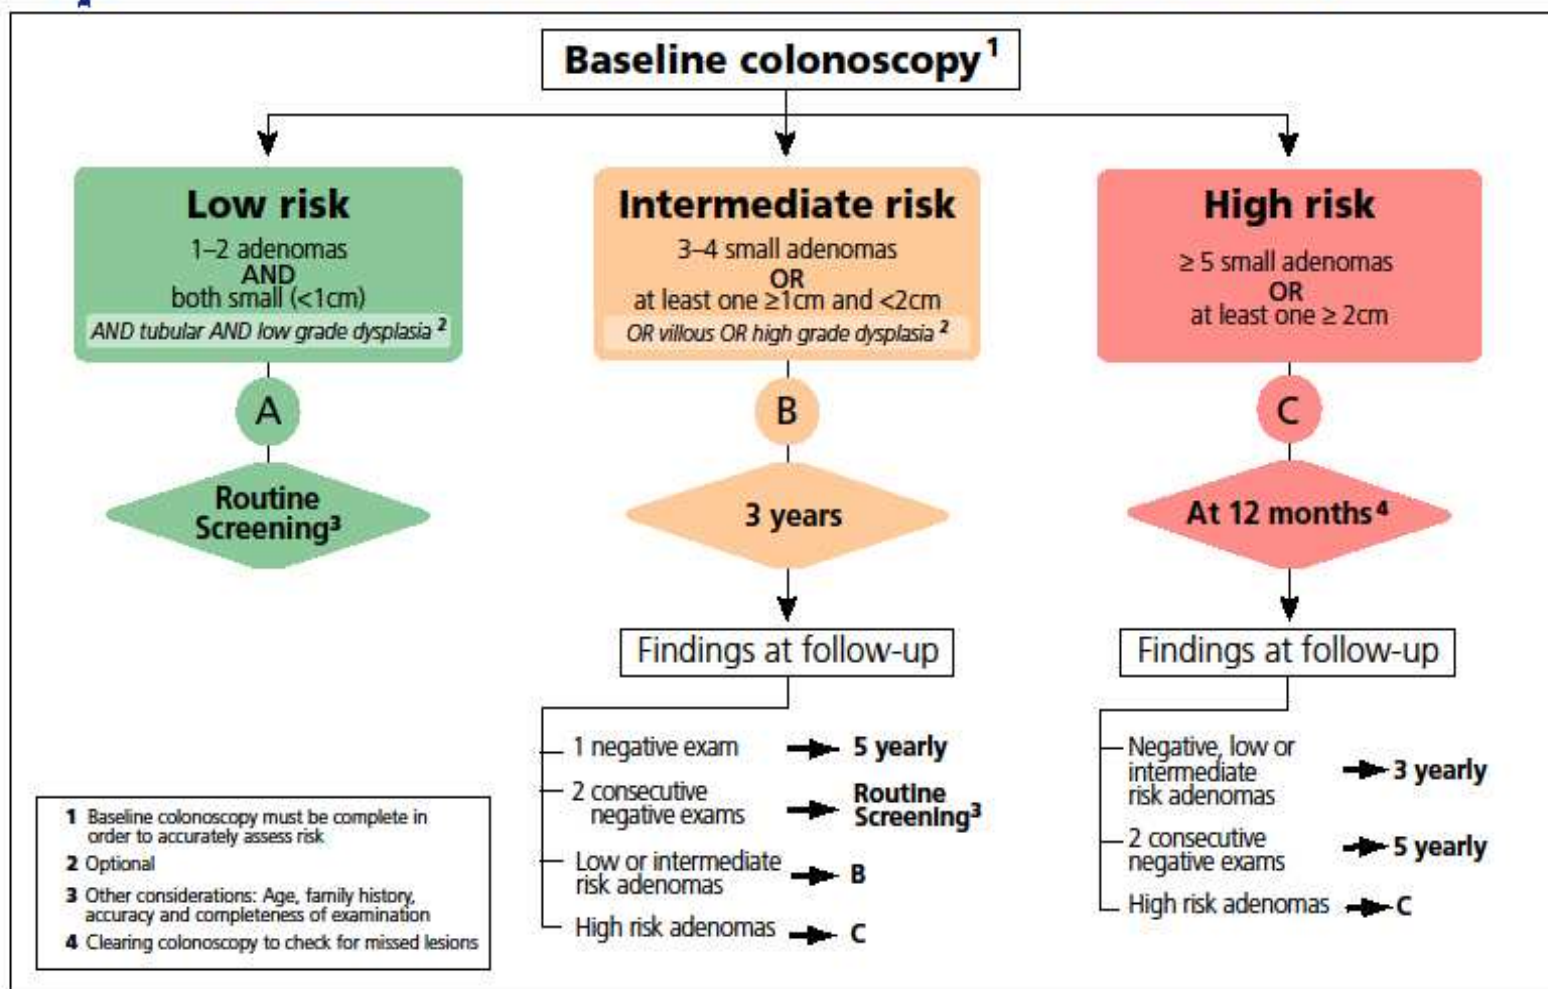 Baseline colonoscopy1
Low risk
1–2 adenomas
AND
both small (<1cm)
AND tubular AND low grade dysplasia 2
A
Routine
Screening3
Intermediate risk
3–4 small adenomas
OR
at least one ≥1cm and <2cm
OR villous OR high grade dysplasia 2
B
3 years
Findings at follow-up
1 negative exam 5 yearly
2 consecutive
negative exams
Routine
Screening3
Low or intermediate
risk adenomas
B
High risk adenomas C
High risk
≥ 5 small adenomas
OR
at least one ≥ 2cm
C
At 12 months4
Findings at follow-up
Negative, low or
intermediate
risk adenomas
3 yearly
2 consecutive
negative exams
5 yearly
High risk adenomas C
1 Baseline colonoscopy must be complete in
order to accurately assess risk
2 Optional
3 Other considerations: Age, family history,
accuracy and completeness of examination
4 Clearing colonoscopy to check for missed lesions